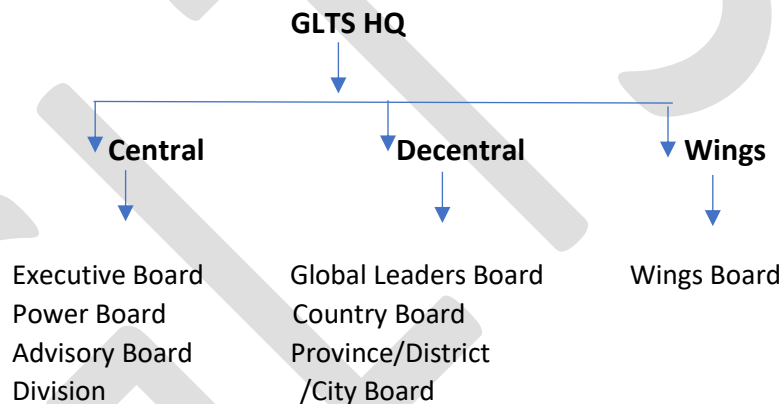 GLTS HQ
Central Decentral Wings
Executive Board Global Leaders Board Wings Board
Power Board Country Board
Advisory Board Province/District
Division /City Board